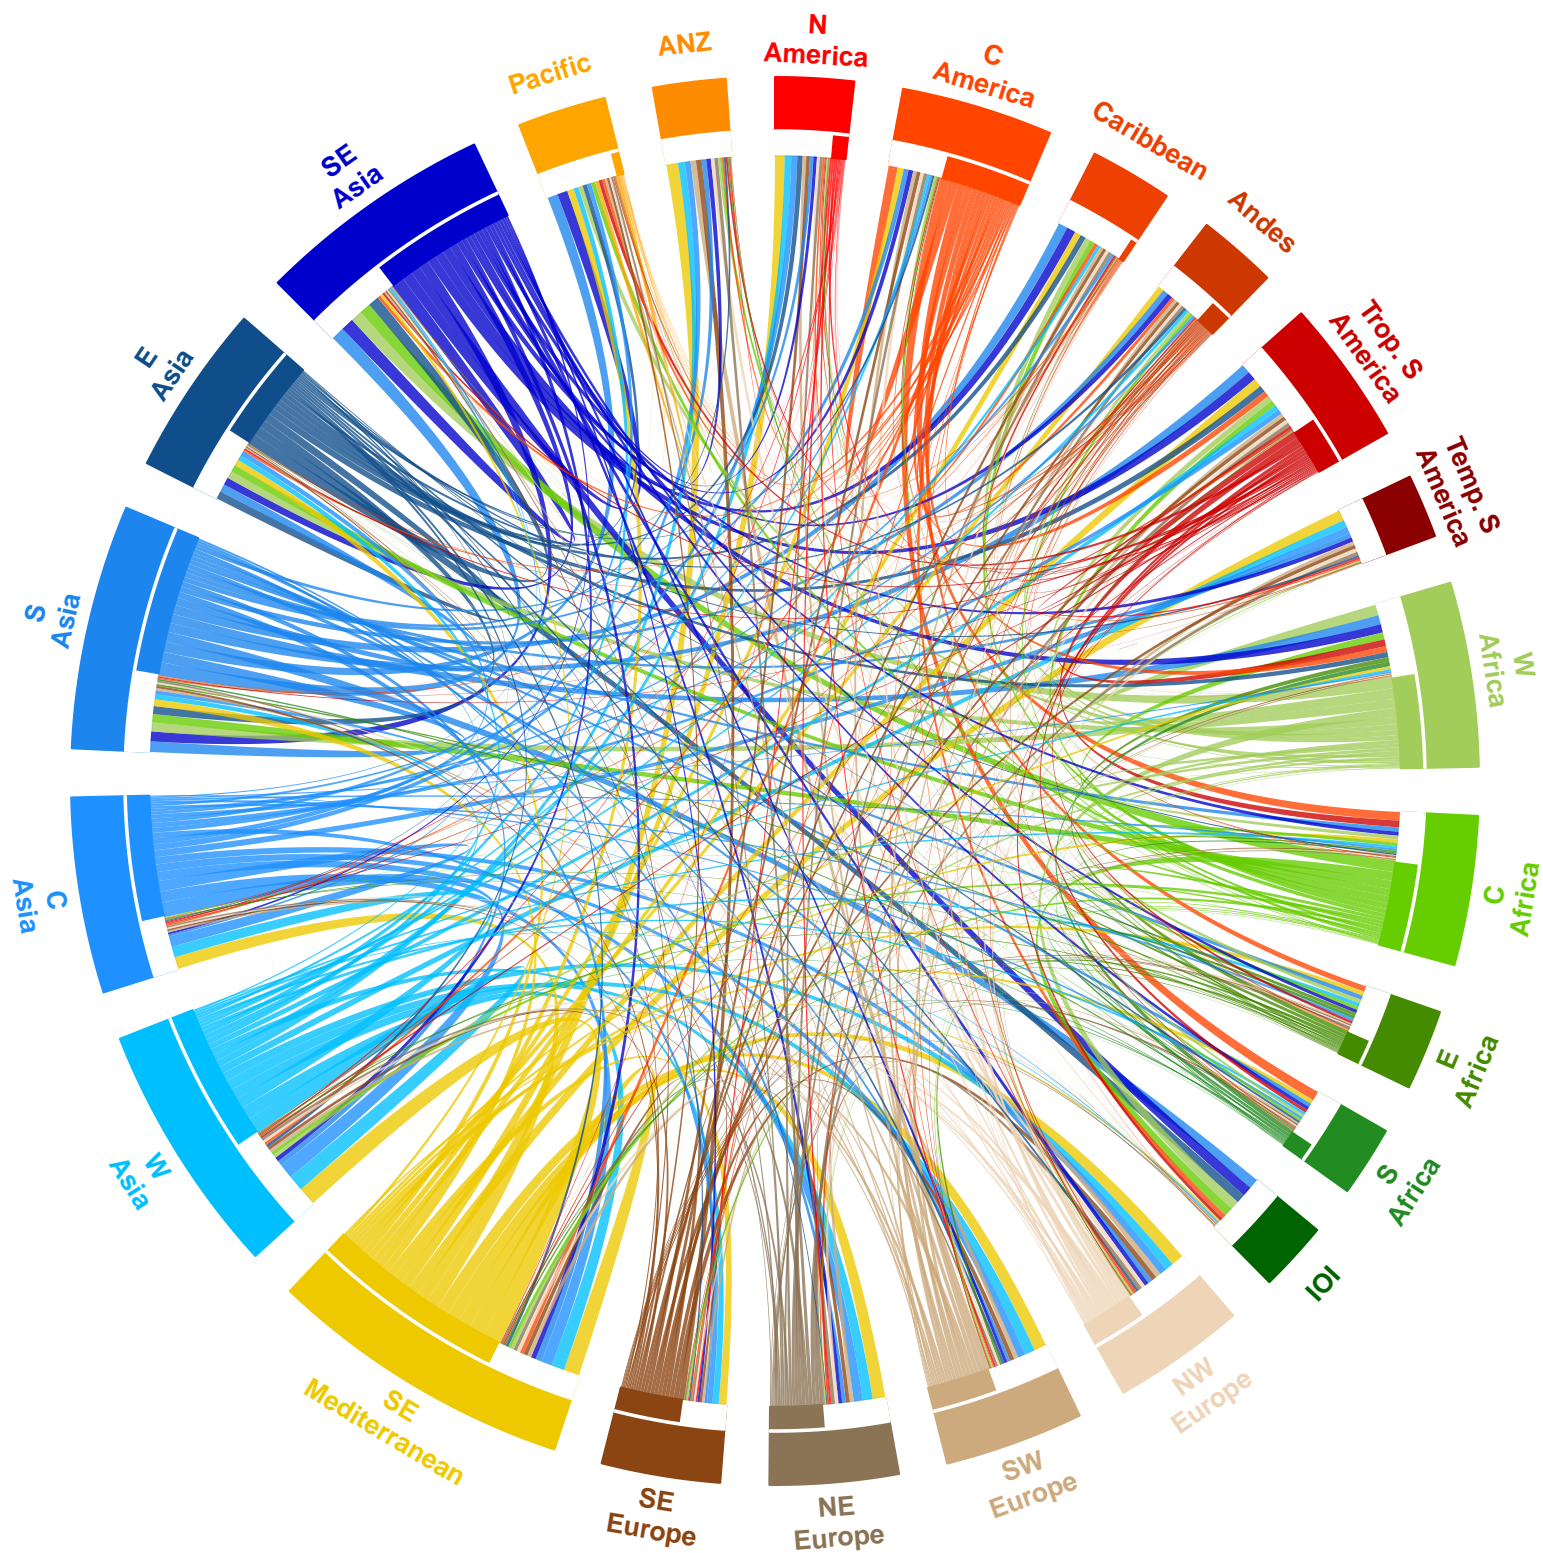 N
America
C
America
Caribbean
Andes
Trop. S
America
Temp. S
America
W
Africa
C
Africa
E
Africa
S
Africa
IOI
NW
Europe
SW
Europe
NE
Europe
SE
Europe
SE
Mediterranean
W
Asia
C
Asia
S
Asia
E
Asia
SE
Asia
Pacific
ANZ